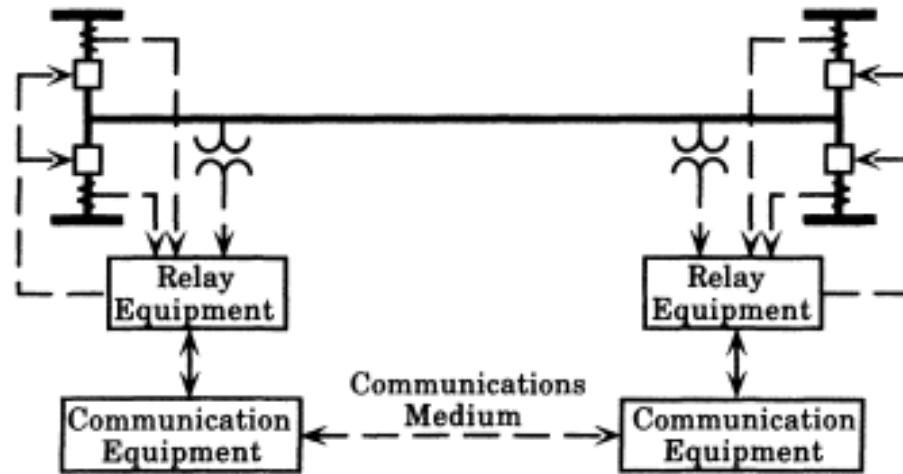 Relay
Equipment
Relay
Equipment
Communications
Medium
Communication
Equipment
Communication
Equipment